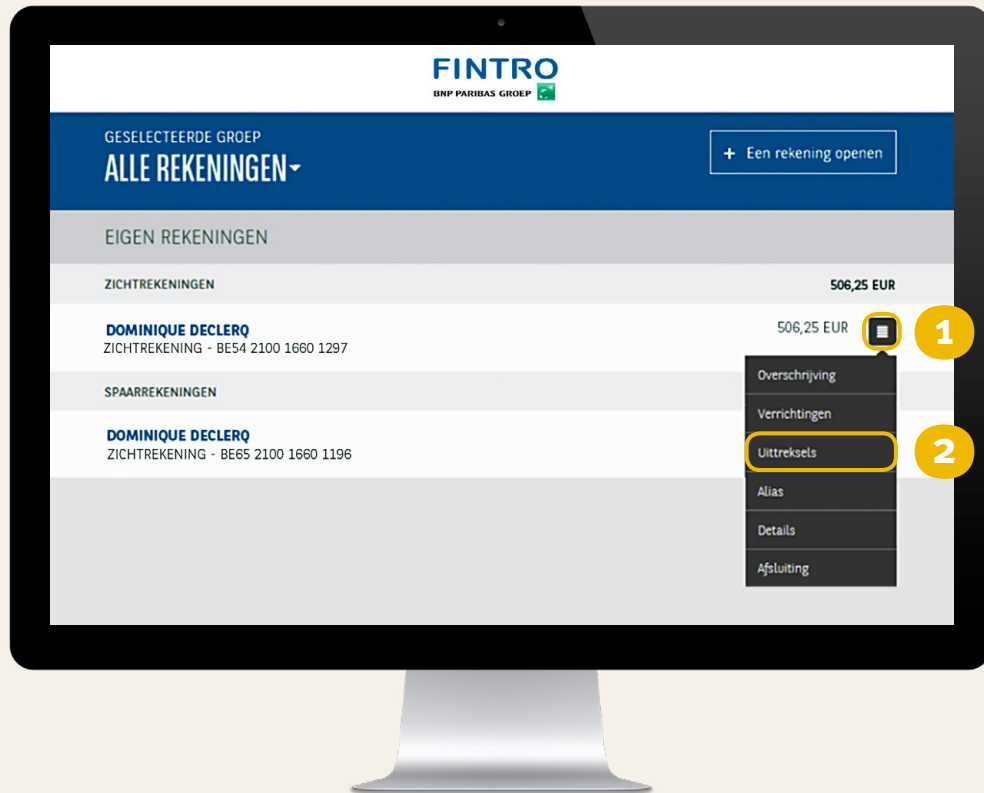 FINTRO
BNP PARIBAS GROEP
GESELECTEERDE GROEP
ALLE REKENINGEN
+ Een rekening openen
EIGEN REKENINGEN
ZICHTREKENINGEN 506,25 EUR
DOMINIQUE DECLERQ 506,25 EUR 1
ZICHTREKENING - BE54 2100 1660 1297
Overschrijving
SPAARREKENINGEN
Verrichtingen
DOMINIQUE DECLERQ
ZICHTREKENING - BE65 2100 1660 1196
Uittreksels 2
Alias
Details
Afsluiting